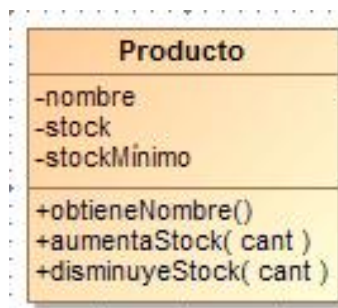 Producto
-nombre
-stock
-stockMínimo
+obtieneNombre()
+aumentaStock( cant )
+disminuyeStock( cant )